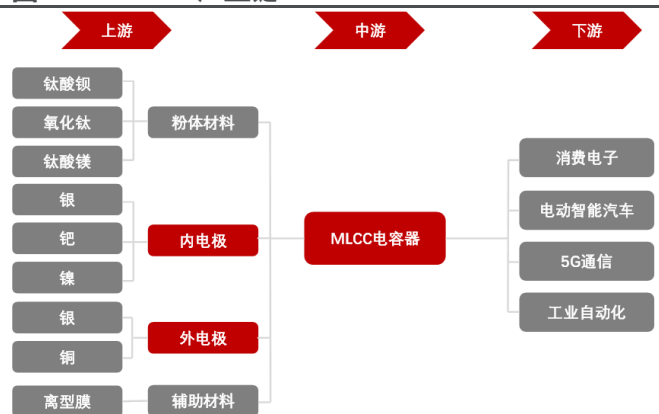 上游
中游
下游
钛酸钡
氧化钛
钛酸镁
粉体材料
银
钯
镍
内电极
银
铜
外电极
离型膜
辅助材料
MLCC电容器
消费电子
电动智能汽车
5G通信
工业自动化